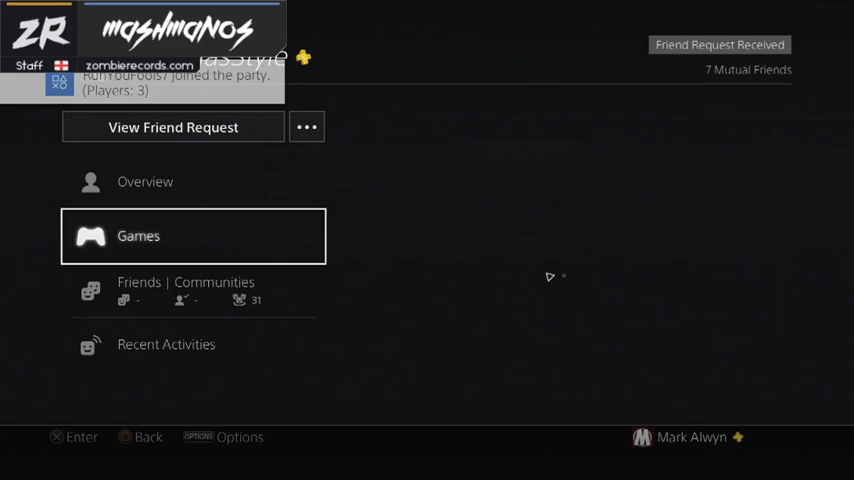 ZR
mashmanos
Staff
zombierecords.com
RunYouFools7 joined the party.
(Players: 3)
Friend Request Received
7 Mutual Friends
View Friend Request
Overview
Games
Friends | Communities
- - 31
Recent Activities
Enter
Back
OPTIONS Options
Mark Alwyn